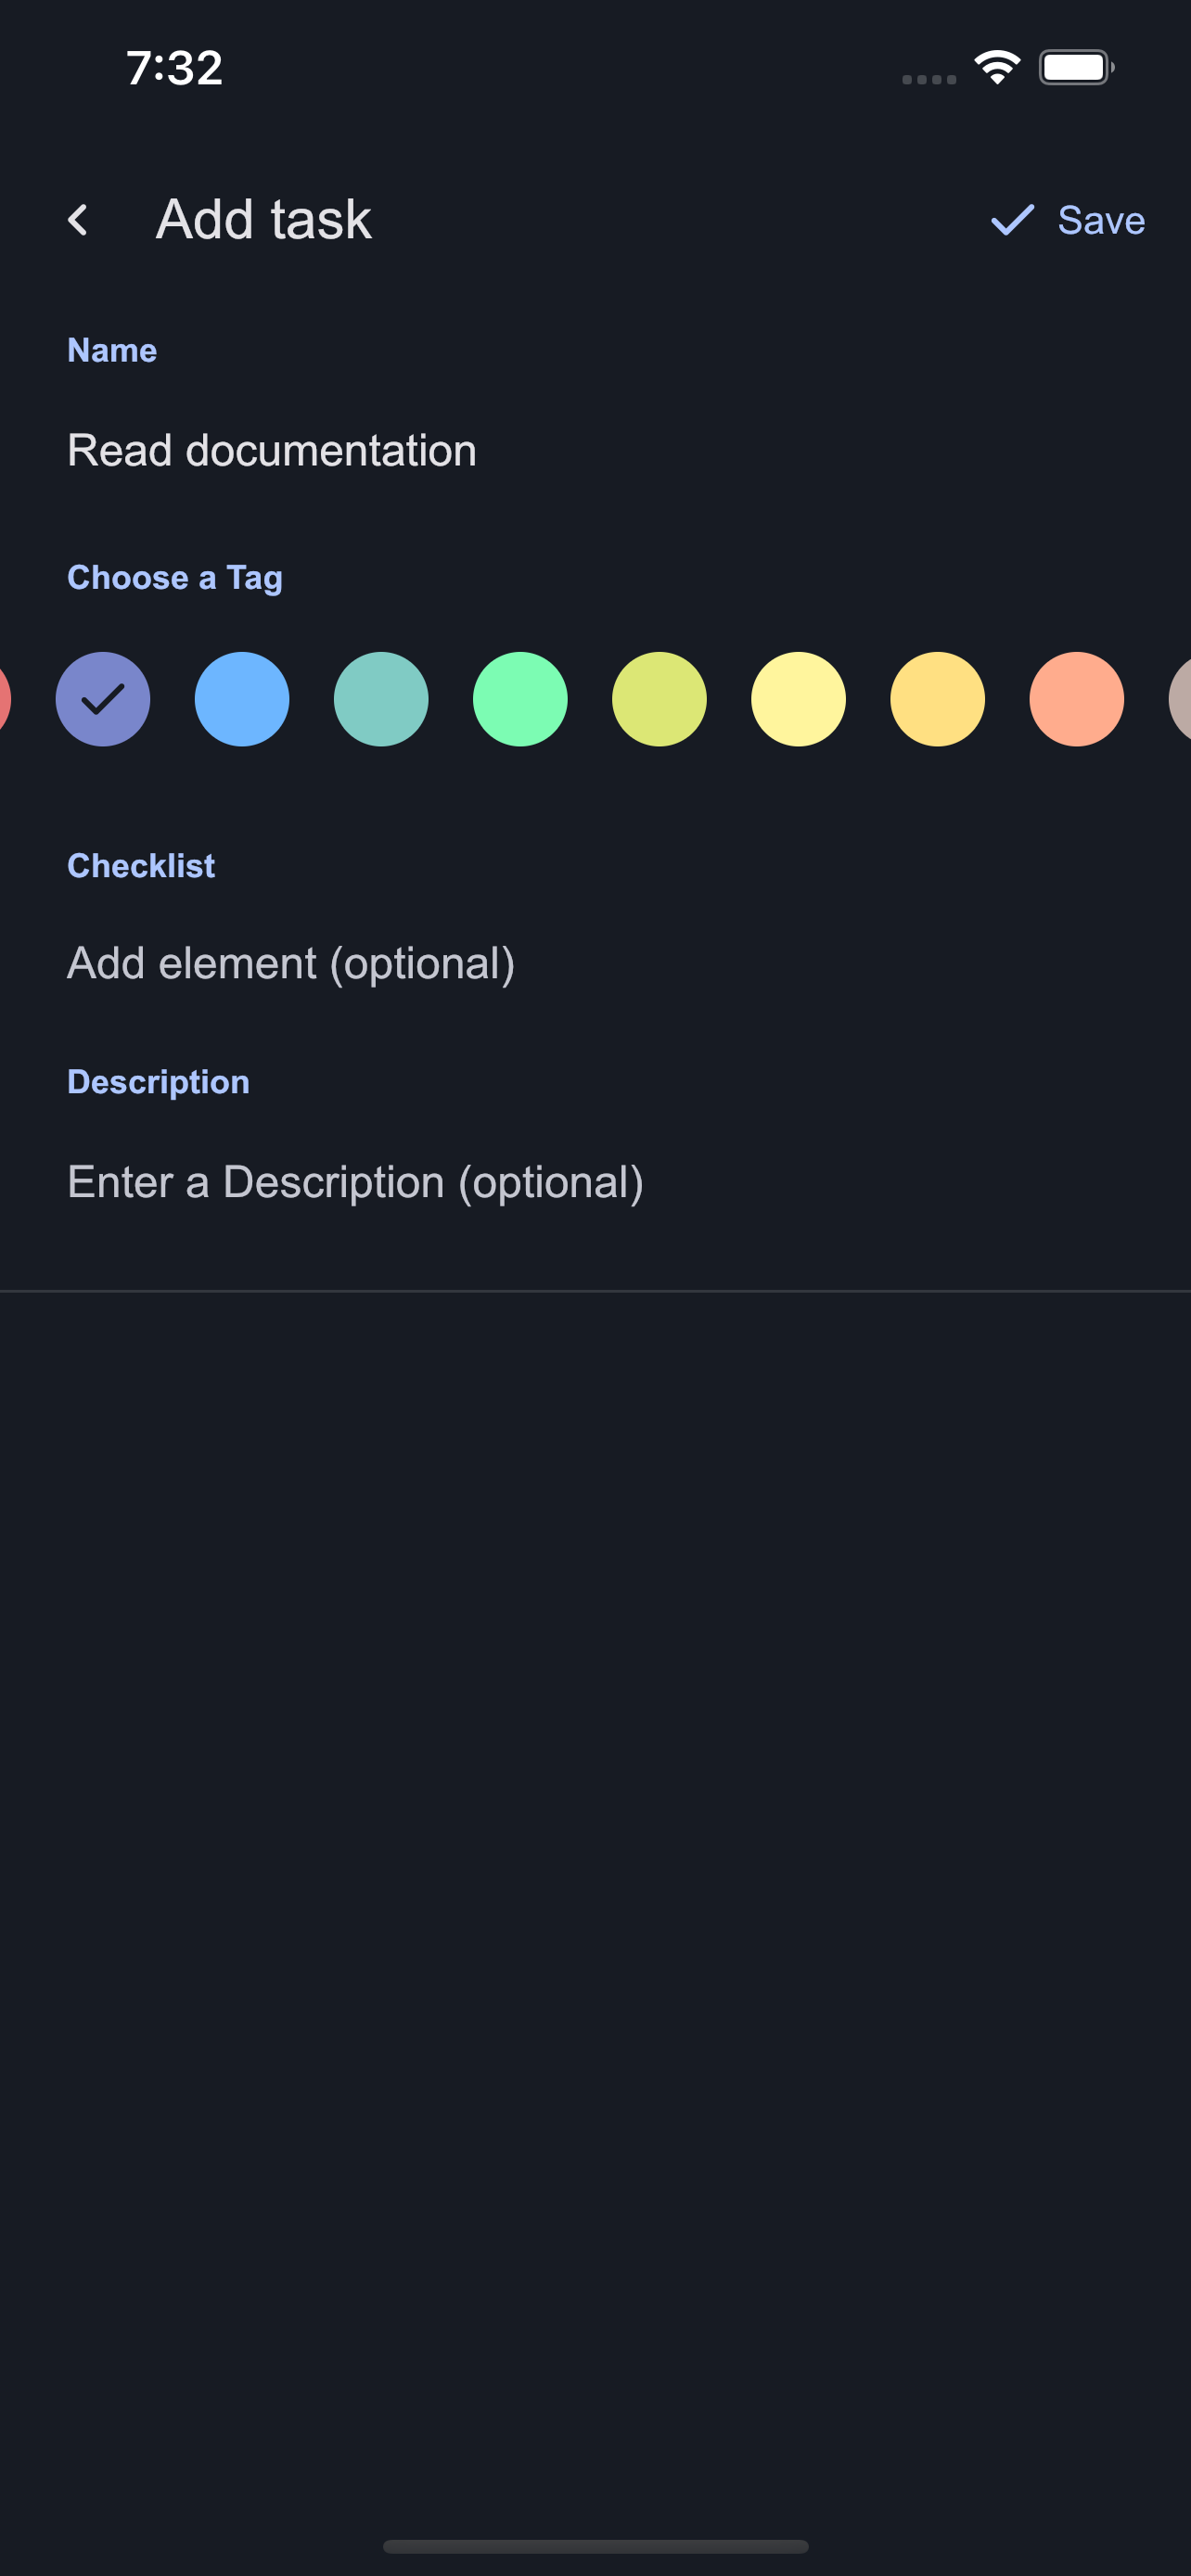 7:32
Add task
Save
Name
Read documentation
Choose a Tag
Checklist
Add element (optional)
Description
Enter a Description (optional)